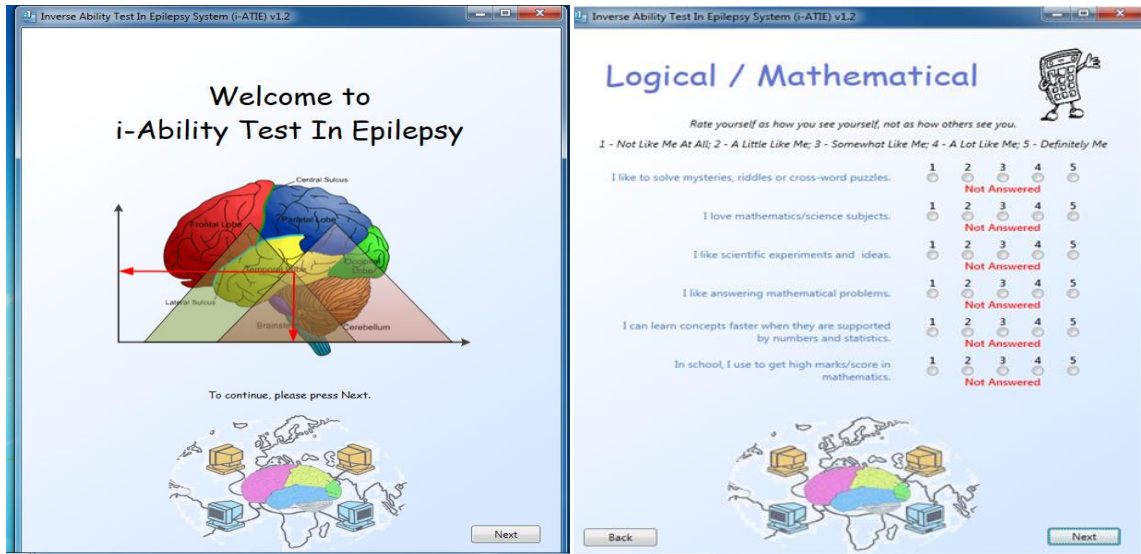 Inverse Ability Test In Epilepsy System (i-ATIE) v1.2
Welcome to
i-Ability Test In Epilepsy
Central Sulcus
Frontal Lobe
Parietal Lobe
Temporal Lobe
Occipital
Lobe
Lateral Sulcus
Brainstem
Cerebellum
To continue, please press Next.
Next
Inverse Ability Test In Epilepsy System (i-ATIE) v1.2
Logical / Mathematical
Rate yourself as how you see yourself, not as how others see you.
1 - Not Like Me At All; 2 - A Little Like Me; 3 - Somewhat Like Me; 4 - A Lot Like Me; 5 - Definitely Me
1 2 3 4 5
I like to solve mysteries, riddles or cross-word puzzles.
Not Answered
1 2 3 4 5
I love mathematics/science subjects.
Not Answered
1 2 3 4 5
I like scientific experiments and ideas.
Not Answered
1 2 3 4 5
I like answering mathematical problems.
Not Answered
1 2 3 4 5
I can learn concepts faster when they are supported
by numbers and statistics.
Not Answered
1 2 3 4 5
In school, I use to get high marks/score in
mathematics.
Not Answered
Back
Next